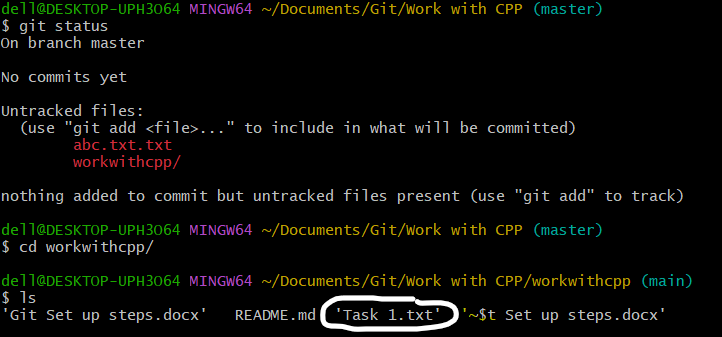 dell@DESKTOP-UPH3O64 MINGW64 ~/Documents/Git/Work with CPP (master)
$ git status
On branch master
No commits yet
Untracked files:
(use "git add <file>..." to include in what will be committed)
abc.txt.txt
workwithcpp/
nothing added to commit but untracked files present (use "git add" to track)
dell@DESKTOP-UPH3O64 MINGW64 ~/Documents/Git/Work with CPP (master)
$ cd workwithcpp/
dell@DESKTOP-UPH3O64 MINGW64 ~/Documents/Git/Work with CPP/workwithcpp (main)
$ ls
'Git Set up steps.docx' README.md 'Task 1.txt' '~$t Set up steps.docx'